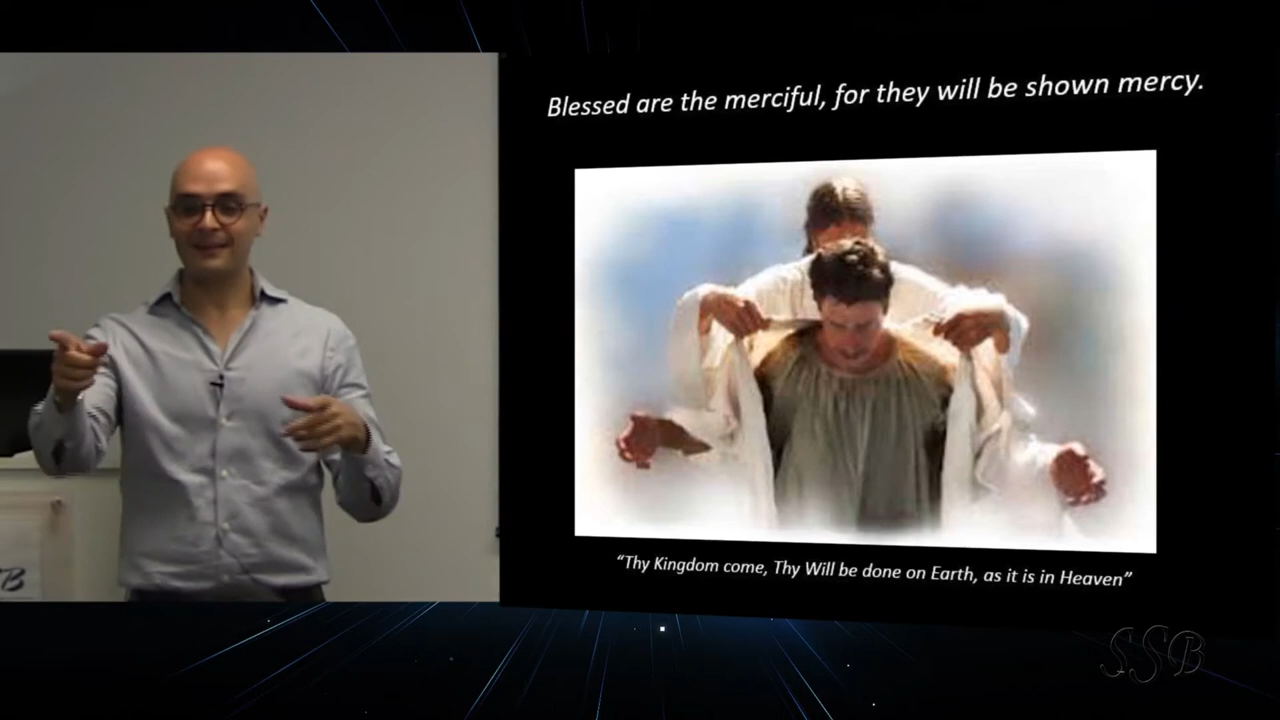 Blessed are the merciful, for they will be shown mercy.
“Thy Kingdom come, Thy Will be done on Earth, as it is in Heaven”
SSB